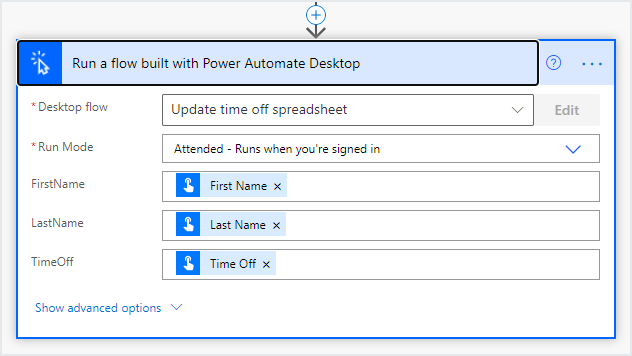 Run a flow built with Power Automate Desktop
* Desktop flow Update time off spreadsheet Edit
* Run Mode Attended - Runs when you're signed in
FirstName First Name ×
LastName Last Name ×
TimeOff Time Off ×
Show advanced options